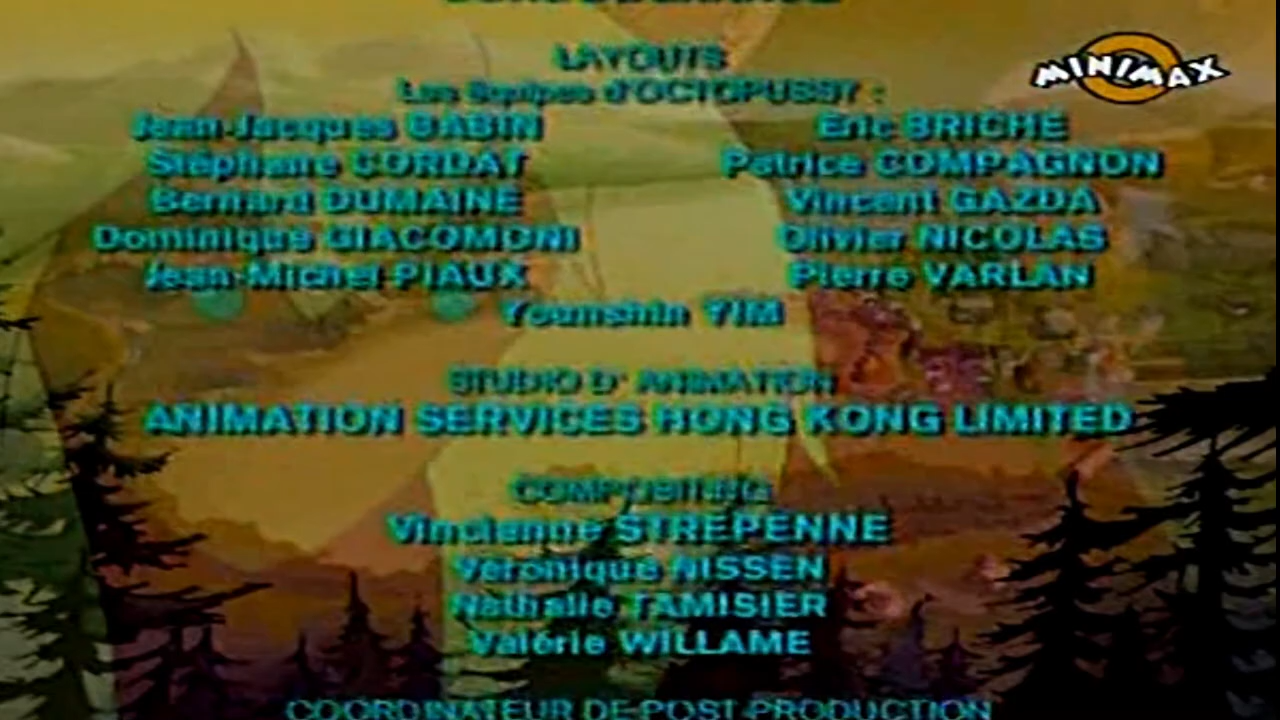 LAYOUTS
MINIMAX
Les équipes d'OCTOPUSSY :
Jean-Jacques Eric BRICHE
Stéphane CORDAT Patrice COMPAGNON
Bernard DUMAINE Vincent GAZDA
Dominique GIACOMONI Olivier NICOLAS
Jean-Michel PIAUX Pierre VARLAN
Younshin YIM
STUDIO D' ANIMATION
ANIMATION SERVICES HONG KONG LIMITED
COMPOSITING
Vincianne STREPENNE
Véronique NISSEN
Nathalie TAMISIER
Valérie WILLAME
COORDINATEUR DE POST-PRODUCTION